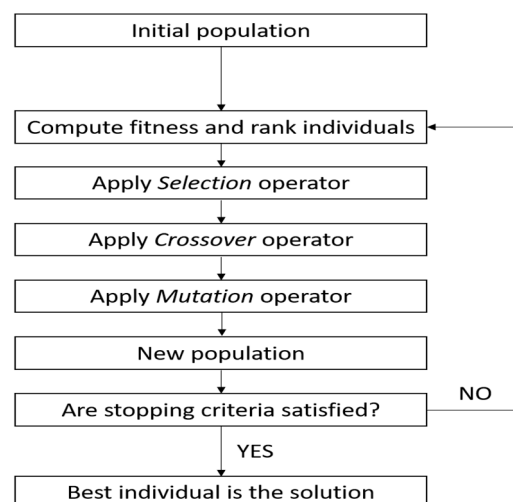 Initial population
Compute fitness and rank individuals
Apply Selection operator
Apply Crossover operator
Apply Mutation operator
New population
Are stopping criteria satisfied?
NO
YES
Best individual is the solution